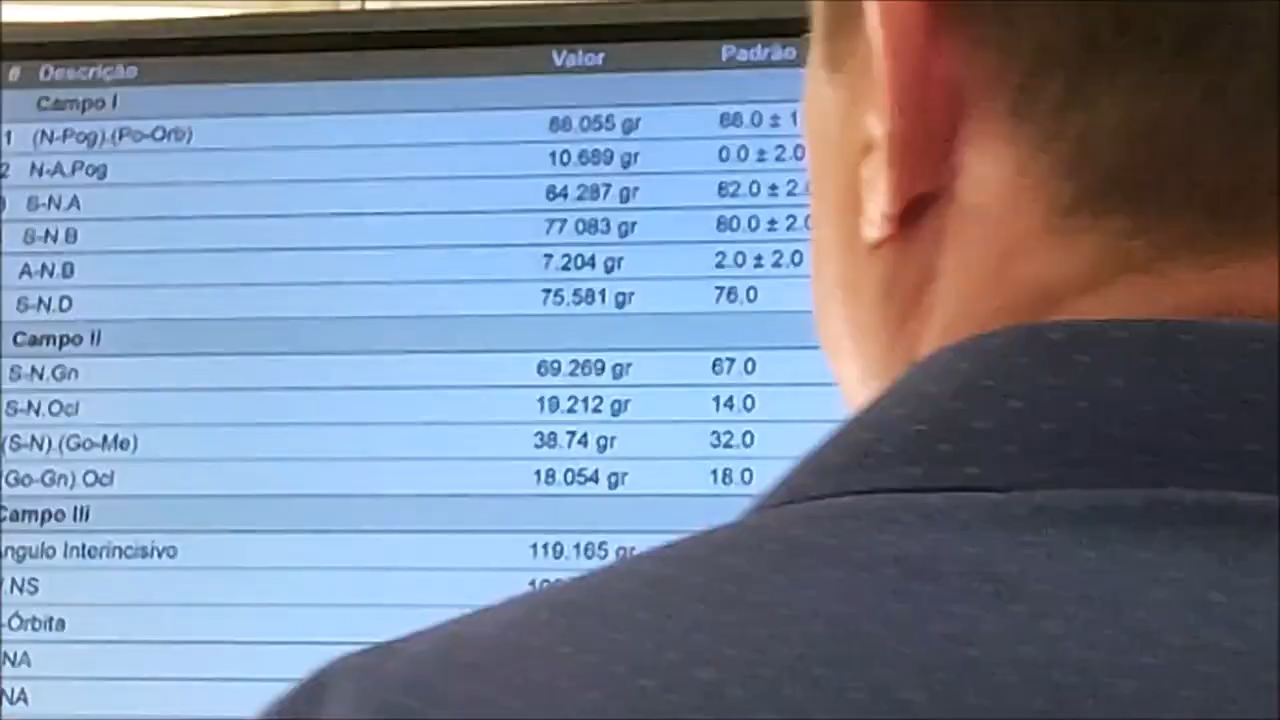 # Descrição Valor Padrão
Campo I
1 (N-Pog).(Po-Orb) 88.055 gr
2 N-A.Pog 10.689 gr 0.0 ± 2.0
S-N.A 84.287 gr 82.0 ± 2.
S-N.B 77.083 gr 80.0 ± 2.0
A-N.B 7.204 gr 2.0 ± 2.0
S-N.D 75.581 gr 76.0
Campo II
S-N.Gn 69.269 gr 67.0
S-N.Ocl 19.212 gr 14.0
(S-N).(Go-Me) 38.74 gr 32.0
(Go-Gn).Ocl 18.054 gr 18.0
Campo III
ngulo Interincisivo 119.165 gr
.NS
-Órbita
NA
NA